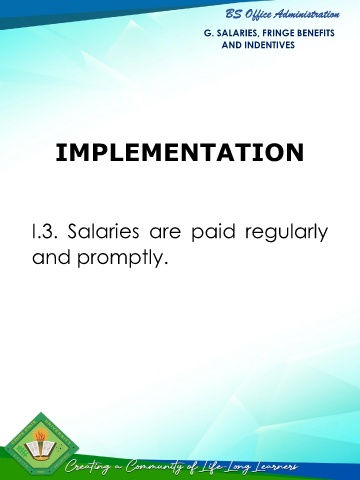 BS Office Administration
G. SALARIES, FRINGE BENEFITS
AND INDENTIVES
IMPLEMENTATION
I.3. Salaries are paid regularly
and promptly.
Creating a Community of Life-Long Learners